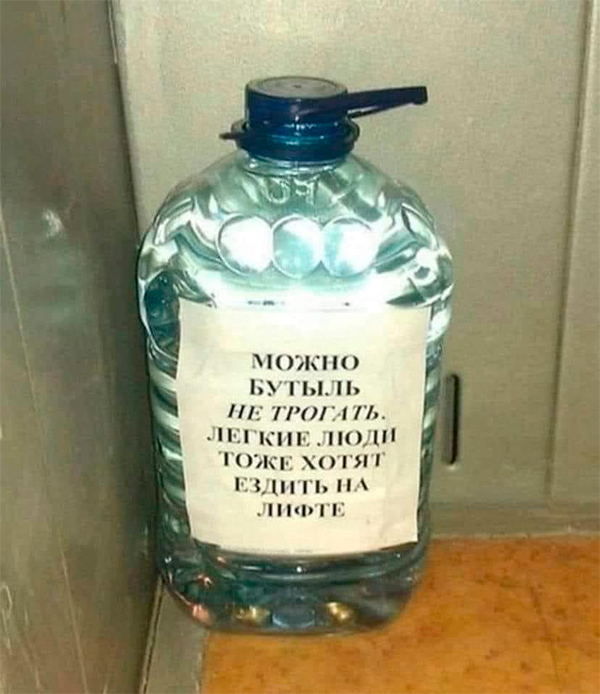 МОЖНО
БУТЫЛЬ
НЕ ТРОГАТЬ.
ЛЕГКИЕ ЛЮДИ
ТОЖЕ ХОТЯТ
ЕЗДИТЬ НА
ЛИФТЕ